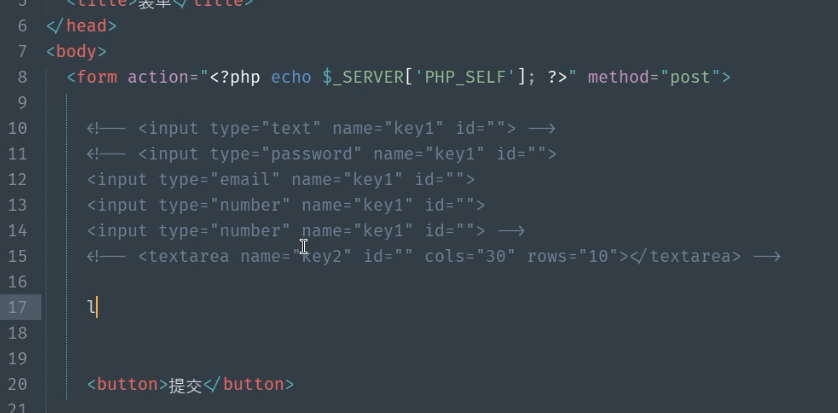 5 <title>表单</title>
6 </head>
7 <body>
8 <form action="<?php echo $_SERVER['PHP_SELF']; ?>" method="post">
9
10 <!-- <input type="text" name="key1" id=""> -->
11 <!-- <input type="password" name="key1" id="">
12 <input type="email" name="key1" id="">
13 <input type="number" name="key1" id="">
14 <input type="number" name="key1" id=""> -->
15 <!-- <textarea name="key2" id="" cols="30" rows="10"></textarea> -->
16
17 l
18
19
20 <button>提交</button>
21